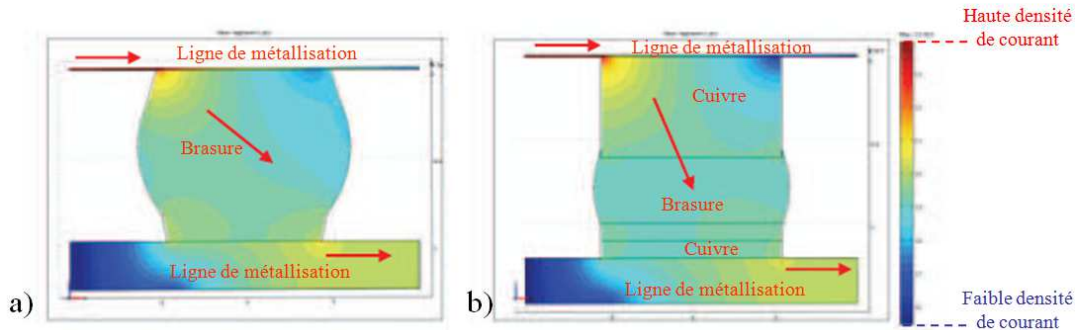 Ligne de métallisation
Brasure
Ligne de métallisation
a)
Ligne de métallisation
Cuivre
Brasure
Cuivre
Ligne de métallisation
b)
Haute densité
de courant
Faible densité
de courant